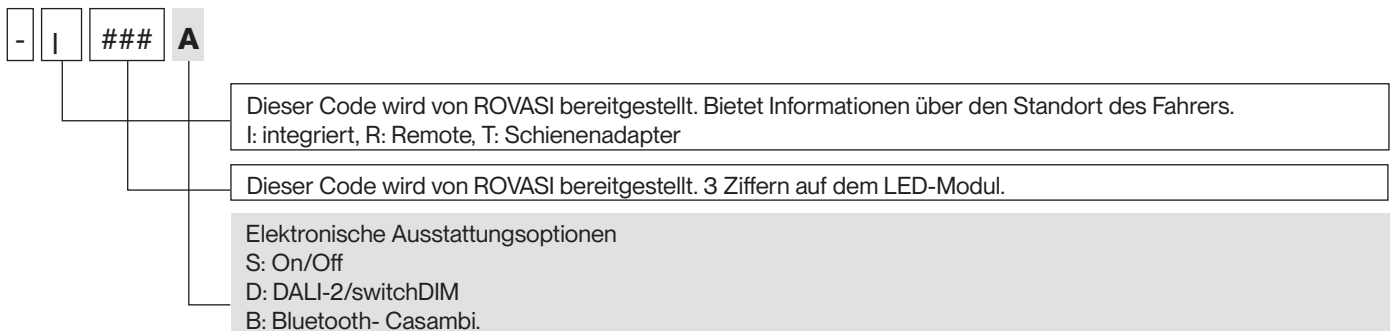 - I ### A
Dieser Code wird von ROVASI bereitgestellt. Bietet Informationen über den Standort des Fahrers.
I: integriert, R: Remote, T: Schienenadapter
Dieser Code wird von ROVASI bereitgestellt. 3 Ziffern auf dem LED-Modul.
Elektronische Ausstattungsoptionen
S: On/Off
D: DALI-2/switchDIM
B: Bluetooth- Casambi.